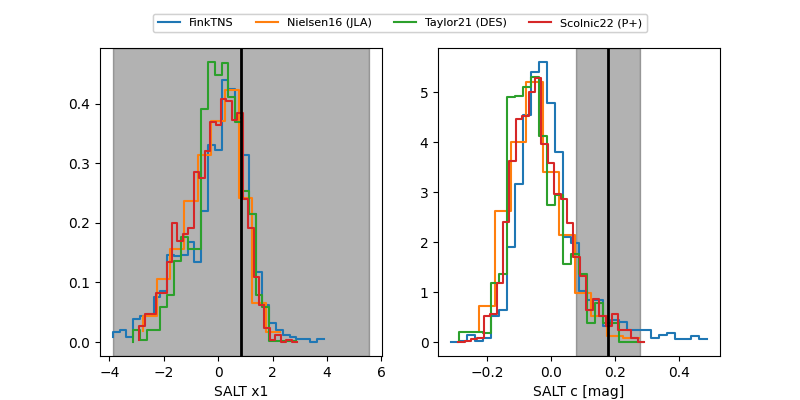 FinkTNS Nielsen16 (JLA) Taylor21 (DES) Scolnic22 (P+)
0.4
0.3
0.2
0.1
0.0
−4 −2 0 2 4 6
SALT x1
5
4
3
2
1
0
−0.2 0.0 0.2 0.4
SALT c [mag]